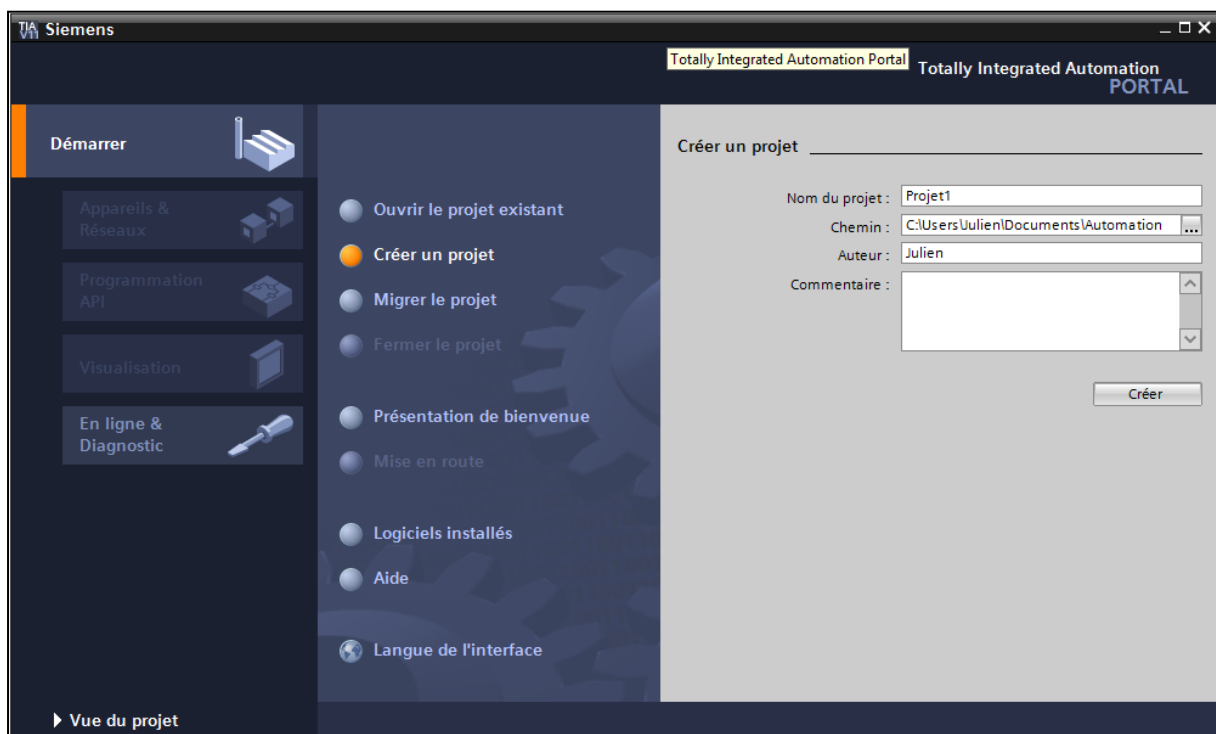 TIA
V11 Siemens
Totally Integrated Automation Portal
Totally Integrated Automation
PORTAL
Démarrer
Appareils &
Réseaux
Programmation
API
Visualisation
En ligne &
Diagnostic
Vue du projet
Ouvrir le projet existant
Créer un projet
Migrer le projet
Fermer le projet
Présentation de bienvenue
Mise en route
Logiciels installés
Aide
Langue de l'interface
Créer un projet
Nom du projet : Projet1
Chemin : C:\Users\Julien\Documents\Automation ...
Auteur : Julien
Commentaire :
Créer